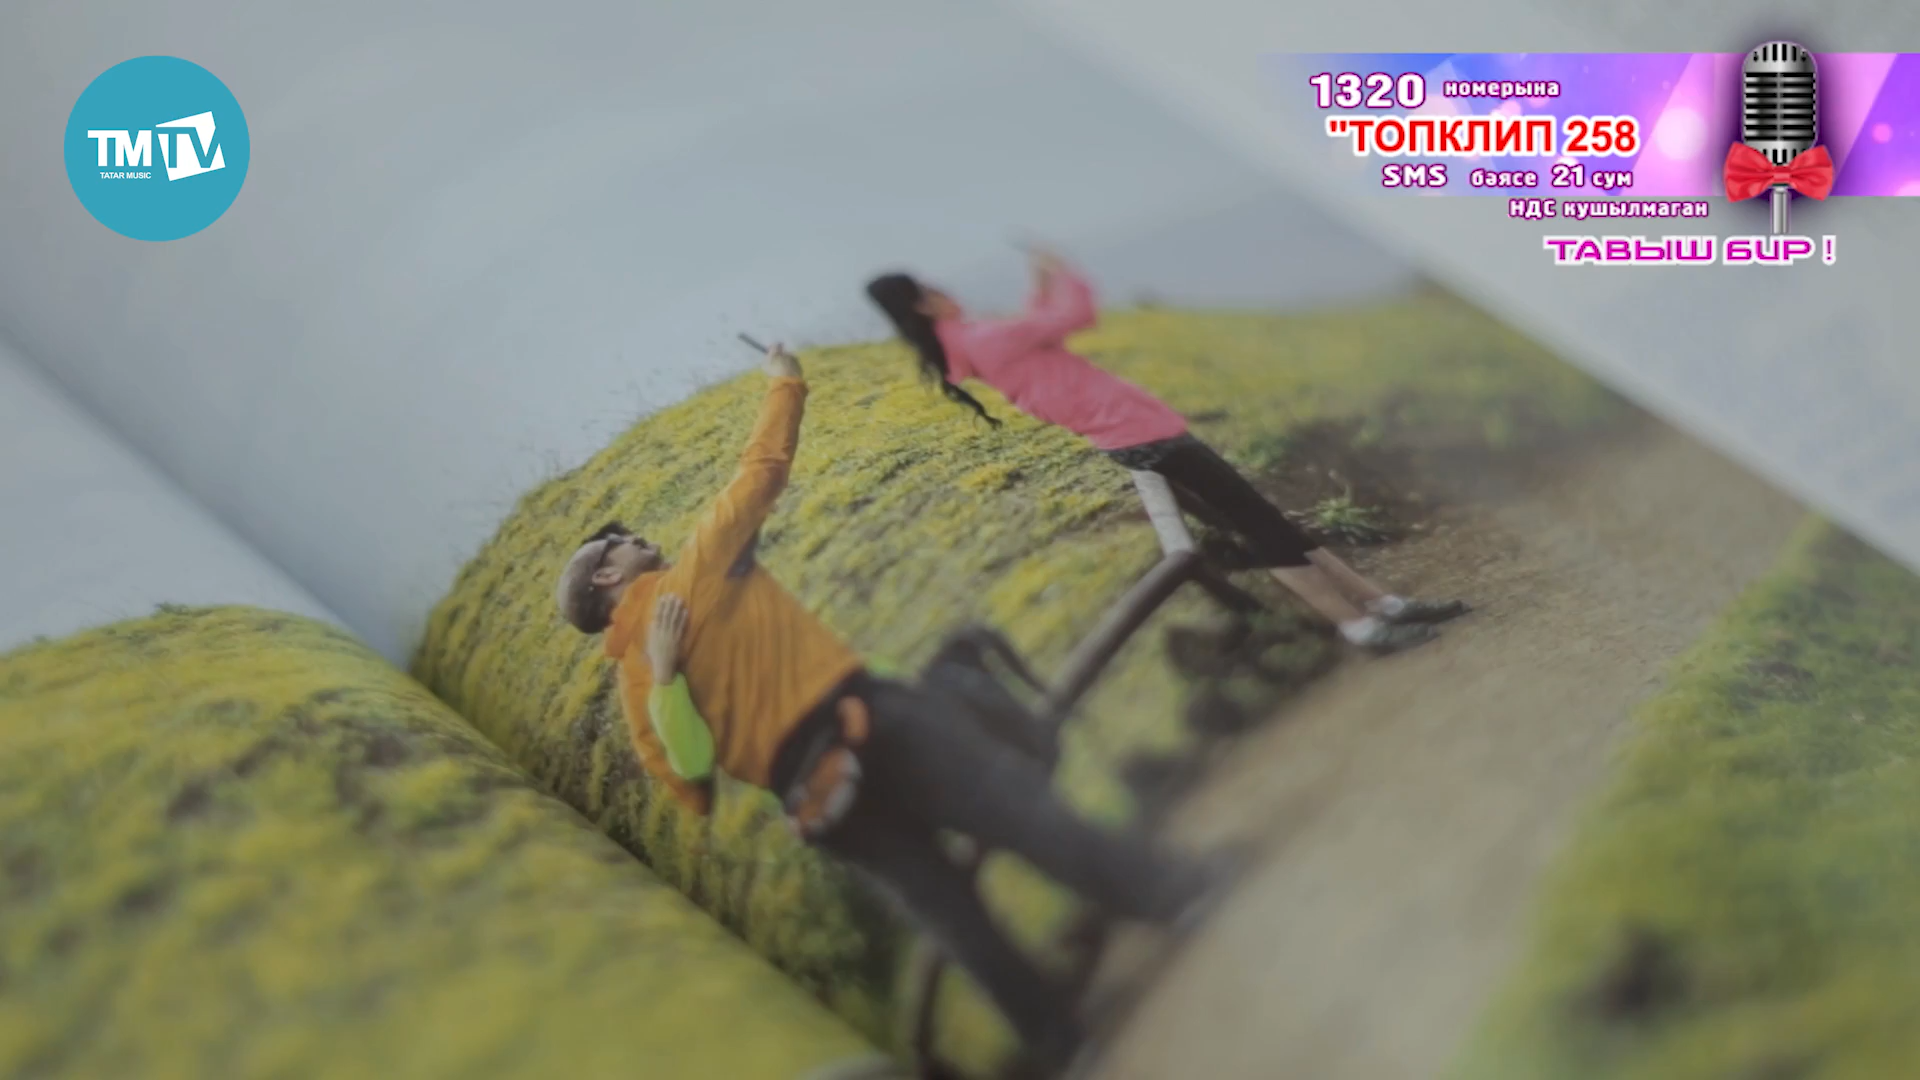 TMTV
TATAR MUSIC
1320 номерына
"ТОПКЛИП 258
SMS бәясе 21 сум
НДС кушылмаган
ТАВЫШ БИР !